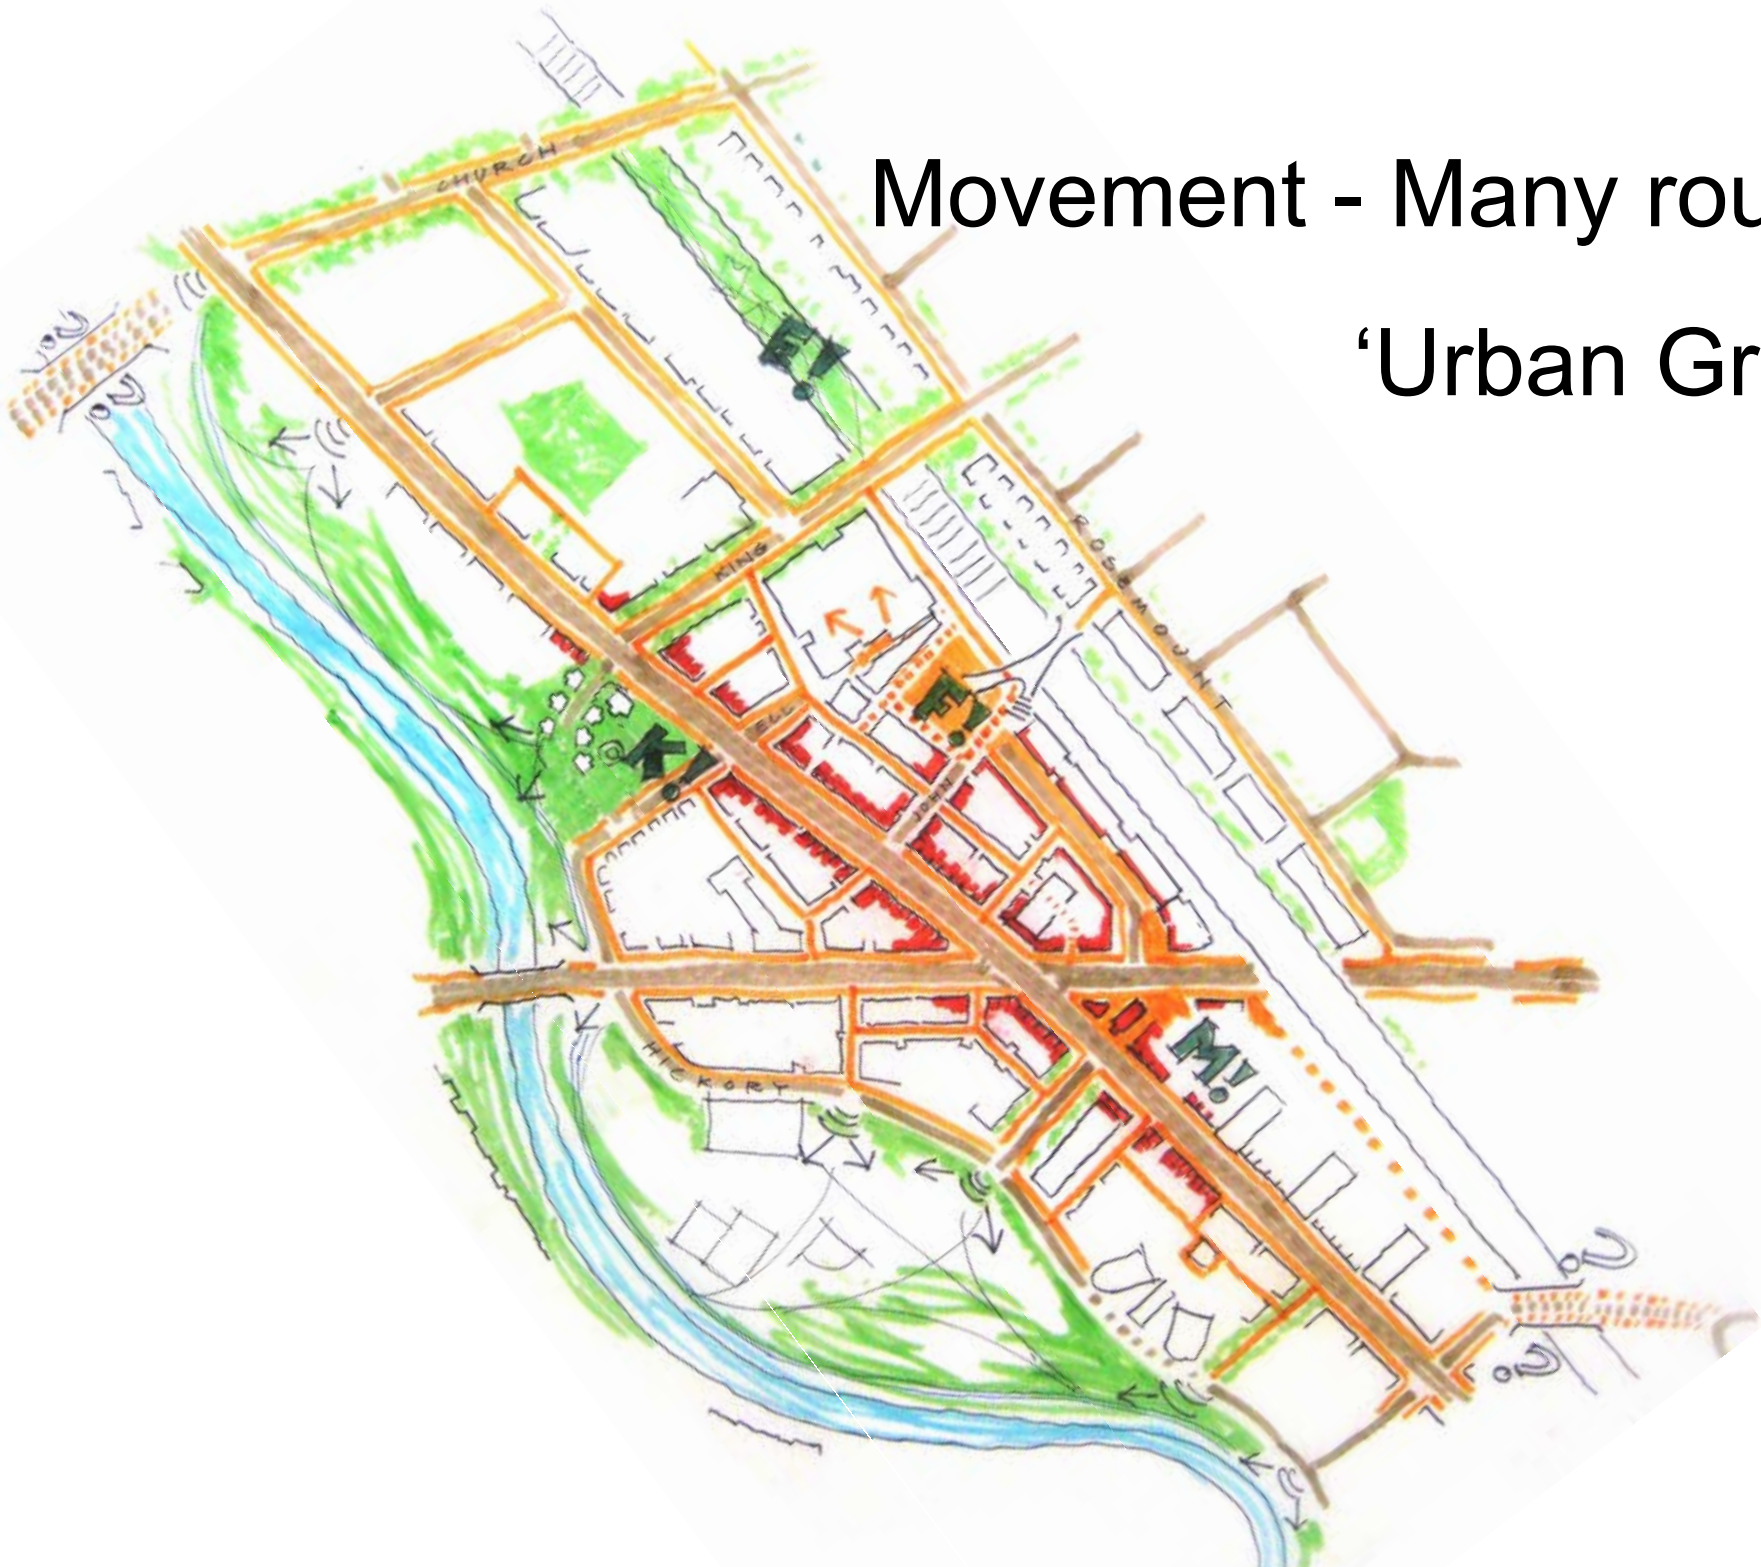 Movement - Many rou
‘Urban Gr
CHURCH
F!
KING
ROSEMOUNT
F!
ELL
K!
JOHN
M!
HICKORY